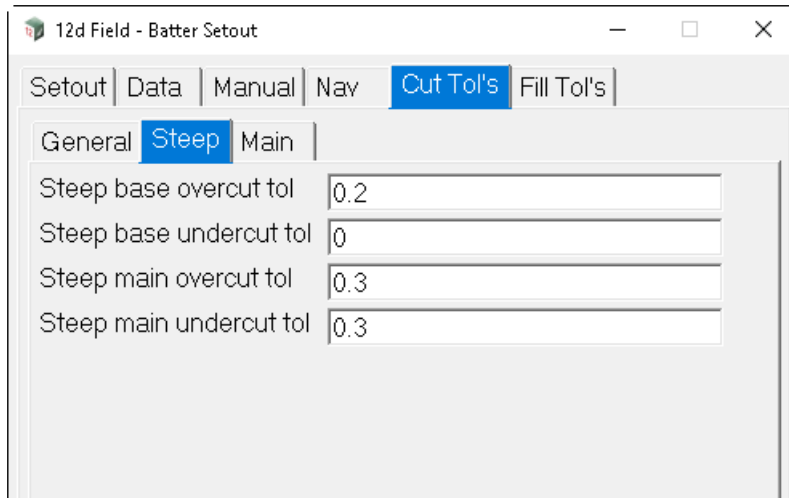 12d Field - Batter Setout
Setout Data Manual Nav Cut Tol's Fill Tol's
General Steep Main
Steep base overcut tol 0.2
Steep base undercut tol 0
Steep main overcut tol 0.3
Steep main undercut tol 0.3